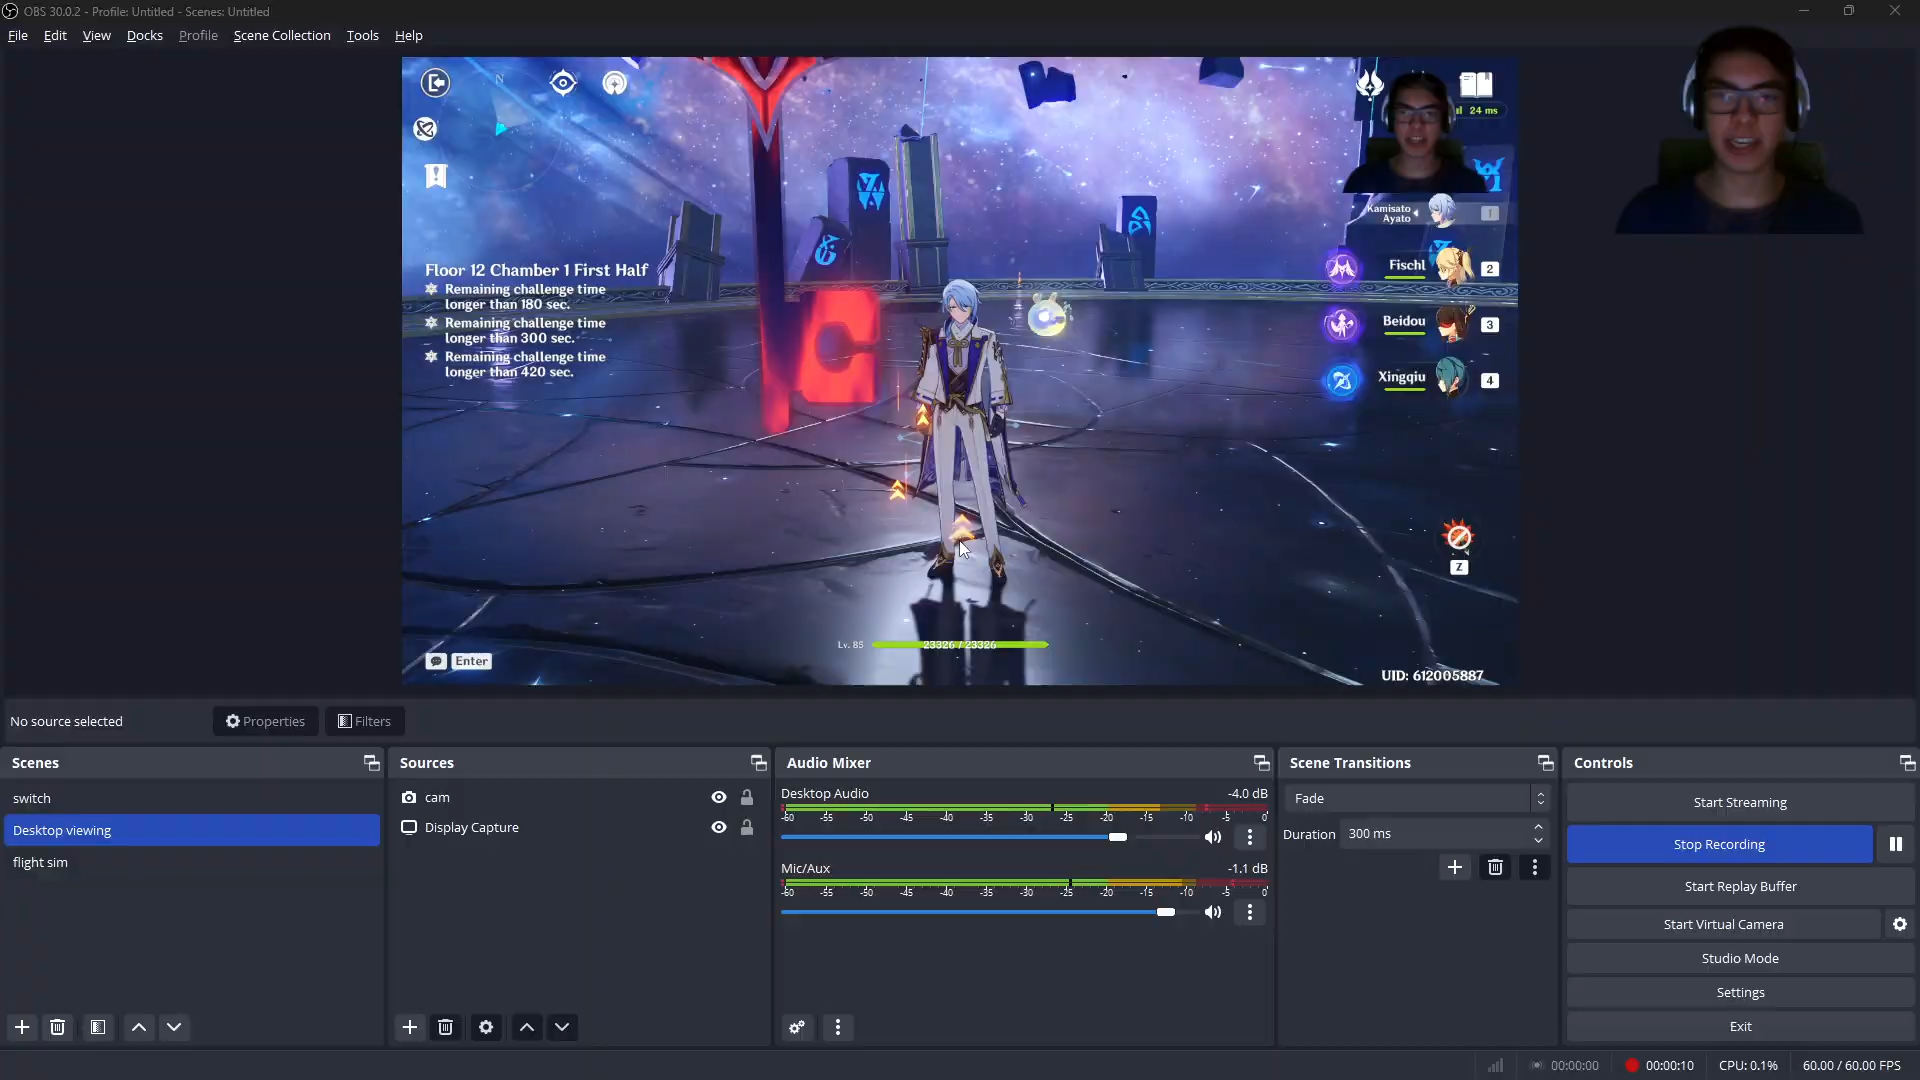 OBS 30.0.2 - Profile: Untitled - Scenes: Untitled
File Edit View Docks Profile Scene Collection Tools Help
N
24 ms
Kamisato
Ayato
1
Fischl
2
Beidou
3
Xingqiu
4
Floor 12 Chamber 1 First Half
Remaining challenge time
longer than 180 sec.
Remaining challenge time
longer than 300 sec.
Remaining challenge time
longer than 420 sec.
Z
Lv. 85 23326 / 23326
Enter
UID: 612005887
No source selected Properties Filters
Scenes
switch
Desktop viewing
flight sim
Sources
cam
Display Capture
Audio Mixer
Desktop Audio -4.0 dB
-60 -55 -50 -45 -40 -35 -30 -25 -20 -15 -10 -5 0
Mic/Aux -1.1 dB
-60 -55 -50 -45 -40 -35 -30 -25 -20 -15 -10 -5 0
Scene Transitions
Fade
Duration 300 ms
Controls
Start Streaming
Stop Recording
Start Replay Buffer
Start Virtual Camera
Studio Mode
Settings
Exit
00:00:00 00:00:10 CPU: 0.1% 60.00 / 60.00 FPS